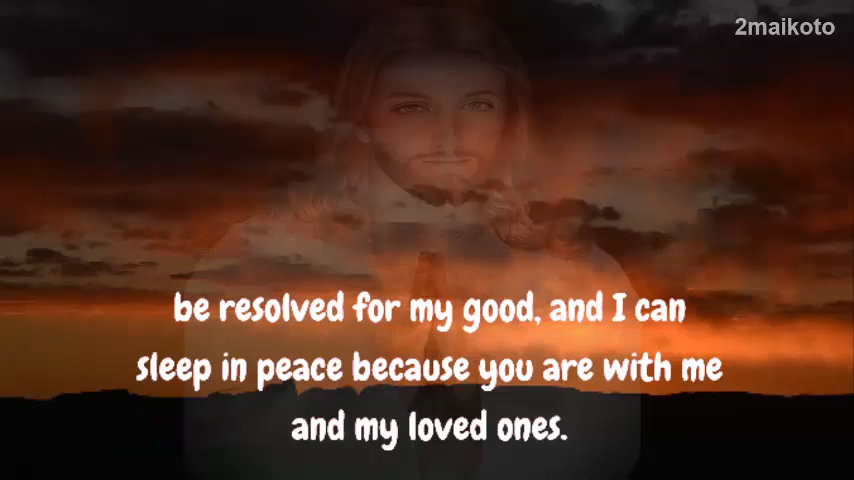 2maikoto
be resolved for my good, and I can
sleep in peace because you are with me
and my loved ones.